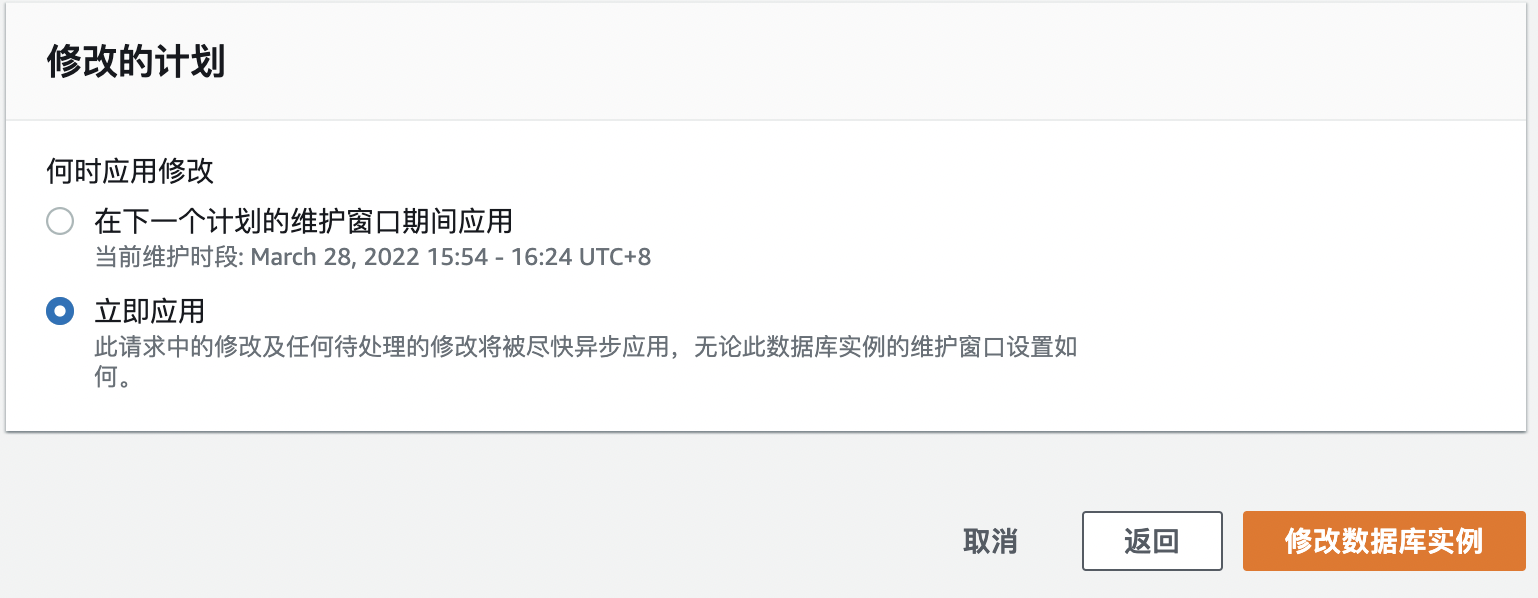 修改的计划
何时应用修改
在下一个计划的维护窗口期间应用
当前维护时段: March 28, 2022 15:54 - 16:24 UTC+8
立即应用
此请求中的修改及任何待处理的修改将被尽快异步应用，无论此数据库实例的维护窗口设置如
何。
取消
返回
修改数据库实例